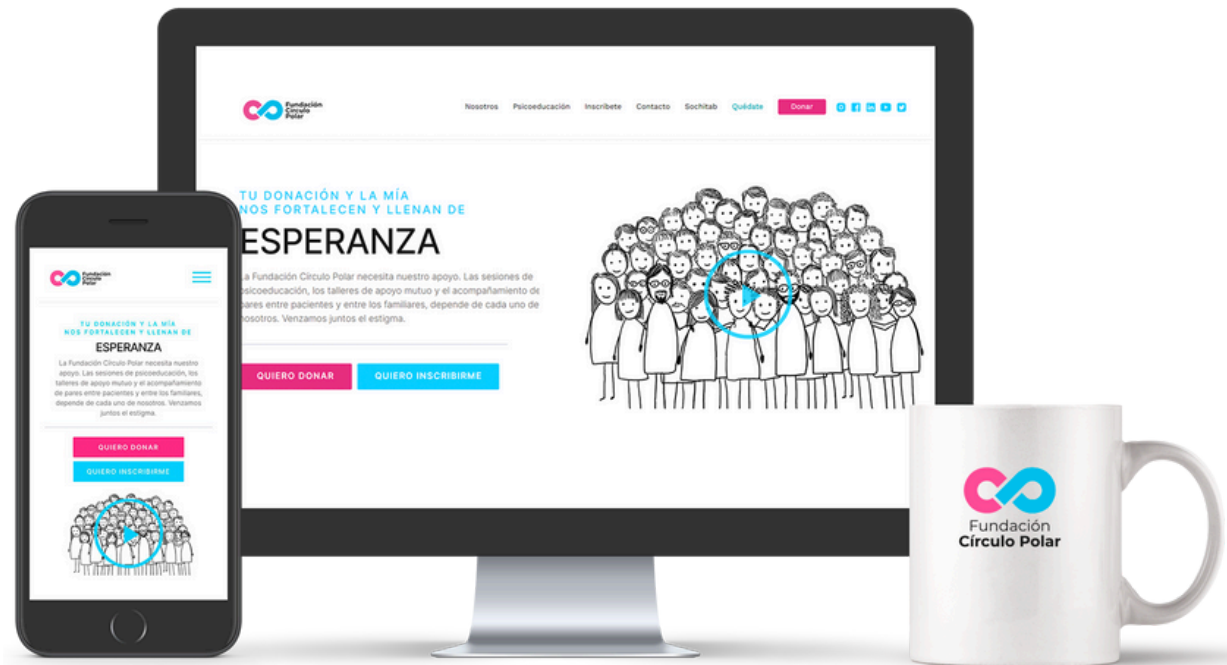 Fundación
Círculo
Polar
Nosotros Psicoeducación Inscríbete Contacto Sochitab Quédate Donar
TU DONACIÓN Y LA MÍA
NOS FORTALECEN Y LLENAN DE
ESPERANZA
La Fundación Círculo Polar necesita nuestro apoyo. Las sesiones de
psicoeducación, los talleres de apoyo mutuo y el acompañamiento de
pares entre pacientes y entre los familiares, depende de cada uno de
nosotros. Venzamos juntos el estigma.
QUIERO DONAR QUIERO INSCRIBIRME
Fundación
Círculo
Polar
TU DONACIÓN Y LA MÍA
NOS FORTALECEN Y LLENAN DE
ESPERANZA
La Fundación Círculo Polar necesita nuestro
apoyo. Las sesiones de psicoeducación, los
talleres de apoyo mutuo y el acompañamiento
de pares entre pacientes y entre los familiares,
depende de cada uno de nosotros. Venzamos
juntos el estigma.
QUIERO DONAR
QUIERO INSCRIBIRME
Fundación
Círculo Polar